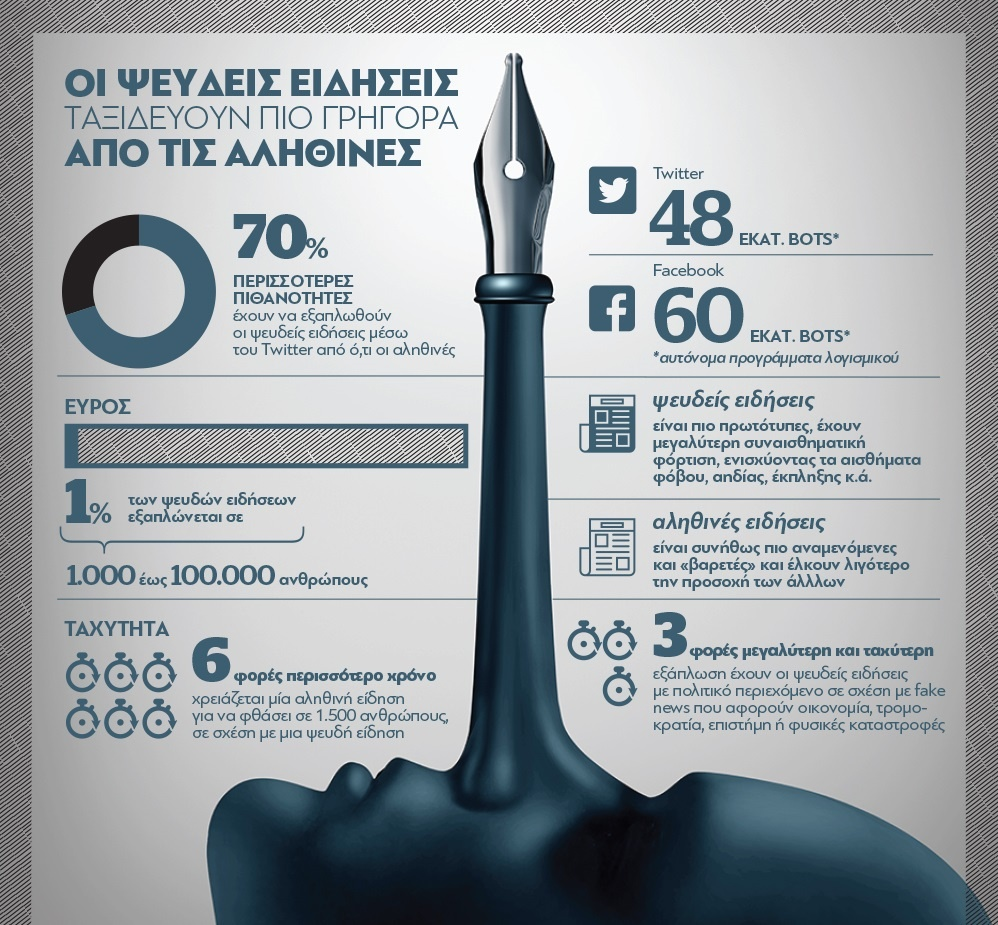 ΟΙ ΨΕΥΔΕΙΣ ΕΙΔΗΣΕΙΣ
ΤΑΞΙΔΕΥΟΥΝ ΠΙΟ ΓΡΗΓΟΡΑ
ΑΠΟ ΤΙΣ ΑΛΗΘΙΝΕΣ
70%
ΠΕΡΙΣΣΟΤΕΡΕΣ
ΠΙΘΑΝΟΤΗΤΕΣ
έχουν να εξαπλωθούν
οι ψευδείς ειδήσεις μέσω
του Twitter από ό,τι οι αληθινές
Twitter
48 ΕΚΑΤ. BOTS*
Facebook
60 ΕΚΑΤ. BOTS*
*αυτόνομα προγράμματα λογισμικού
ΕΥΡΟΣ
1% των ψευδών ειδήσεων
εξαπλώνεται σε
1.000 έως 100.000 ανθρώπους
ψευδείς ειδήσεις
είναι πιο πρωτότυπες, έχουν
μεγαλύτερη συναισθηματική
φόρτιση, ενισχύοντας τα αισθήματα
φόβου, αηδίας, έκπληξης κ.ά.
αληθινές ειδήσεις
είναι συνήθως πιο αναμενόμενες
και «βαρετές» και έλκουν λιγότερο
την προσοχή των άλλλων
ΤΑΧΥΤΗΤΑ
6 φορές περισσότερο χρόνο
χρειάζεται μία αληθινή είδηση
για να φθάσει σε 1.500 ανθρώπους,
σε σχέση με μια ψευδή είδηση
3 φορές μεγαλύτερη και ταχύτερη
εξάπλωση έχουν οι ψευδείς ειδήσεις
με πολιτικό περιεχόμενο σε σχέση με fake
news που αφορούν οικονομία, τρομο-
κρατία, επιστήμη ή φυσικές καταστροφές